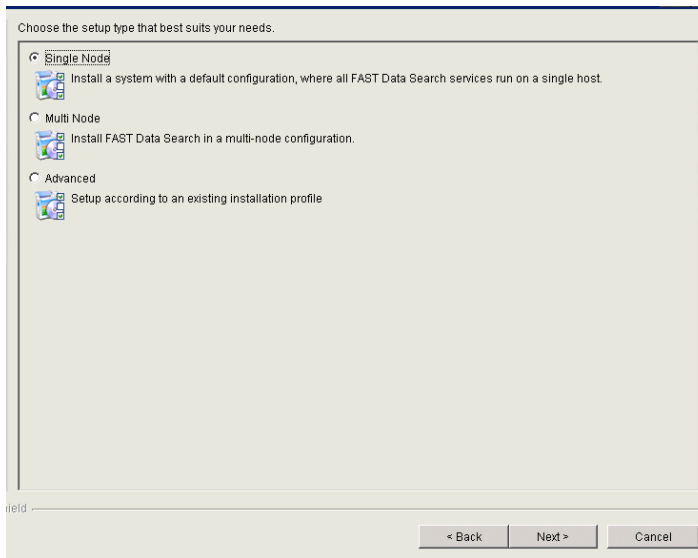 Choose the setup type that best suits your needs.
Single Node
Install a system with a default configuration, where all FAST Data Search services run on a single host.
Multi Node
Install FAST Data Search in a multi-node configuration.
Advanced
Setup according to an existing installation profile
ield
< Back
Next >
Cancel